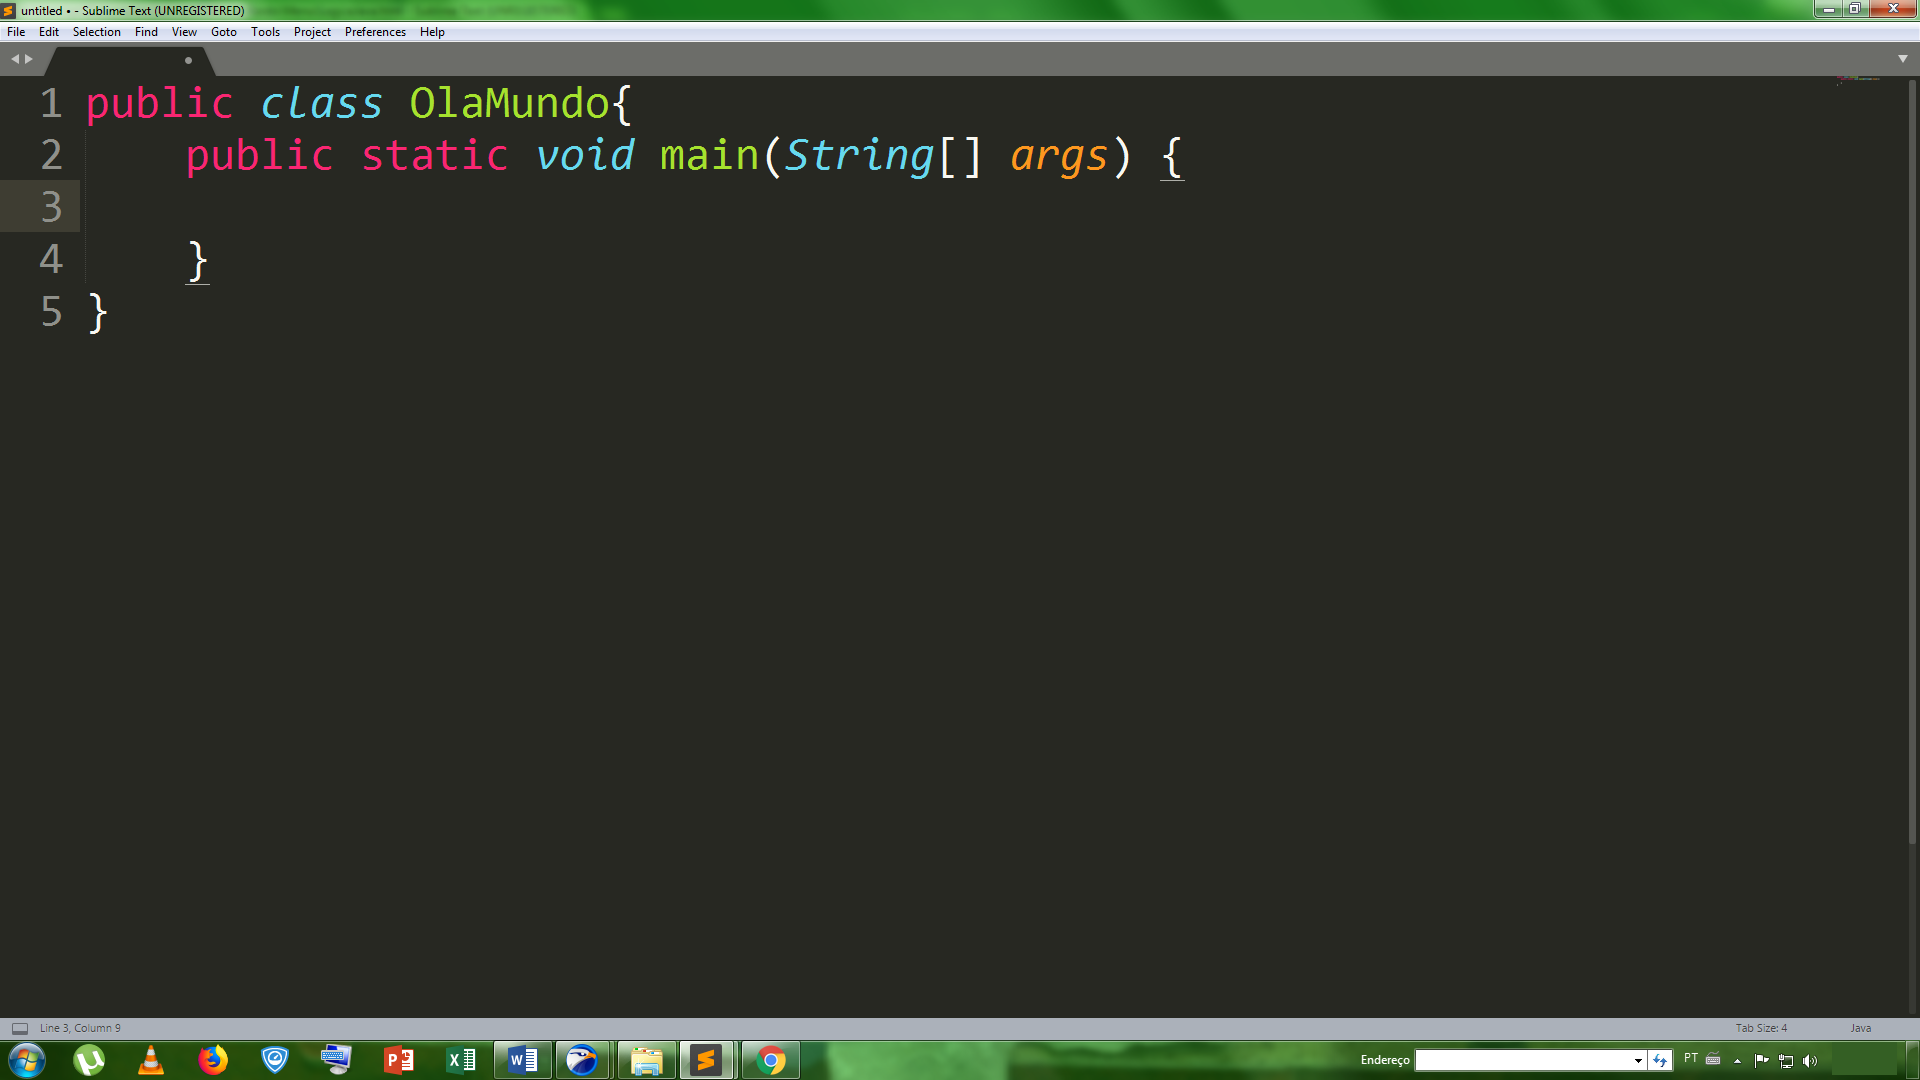 untitled • - Sublime Text (UNREGISTERED)
File Edit Selection Find View Goto Tools Project Preferences Help
1 public class OlaMundo{
2 public static void main(String[] args) {
3
4 }
5 }
Line 3, Column 9 Tab Size: 4 Java
Endereço PT